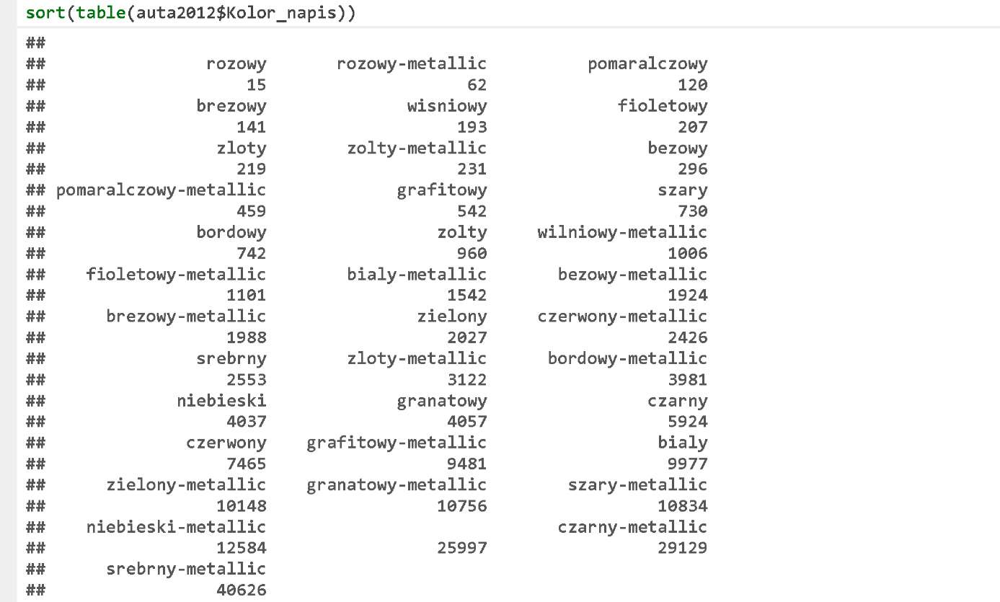 sort(table(auta2012$Kolor_napis))
##
## rozowy rozowy-metallic pomaralczowy
## 15 62 120
## brezowy wisniowy fioletowy
## 141 193 207
## zloty zolty-metallic bezowy
## 219 231 296
## pomaralczowy-metallic grafitowy szary
## 459 542 730
## bordowy zolty wilniowy-metallic
## 742 960 1006
## fioletowy-metallic bialy-metallic bezowy-metallic
## 1101 1542 1924
## brezowy-metallic zielony czerwony-metallic
## 1988 2027 2426
## srebrny zloty-metallic bordowy-metallic
## 2553 3122 3981
## niebieski granatowy czarny
## 4037 4057 5924
## czerwony grafitowy-metallic bialy
## 7465 9481 9977
## zielony-metallic granatowy-metallic szary-metallic
## 10148 10756 10834
## niebieski-metallic czarny-metallic
## 12584 25997 29129
## srebrny-metallic
## 40626